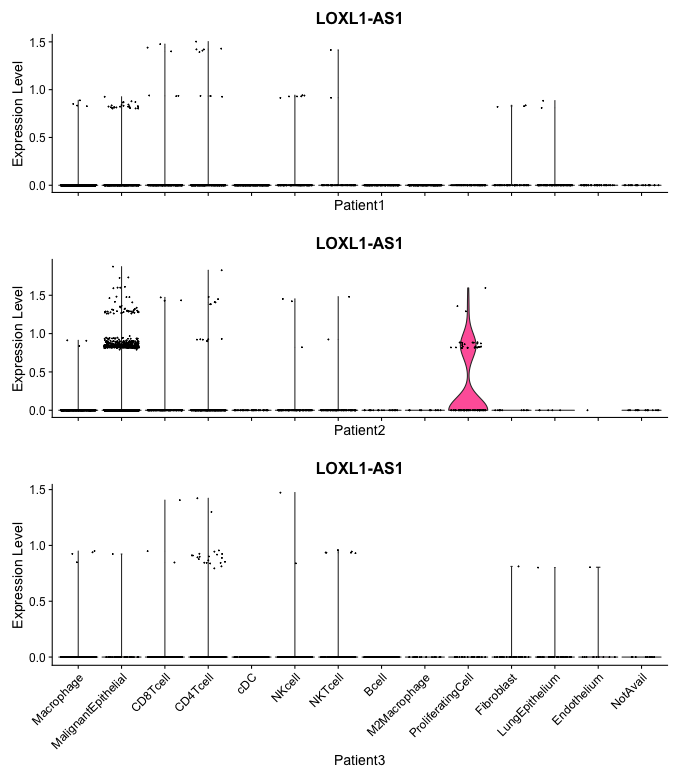 LOXL1-AS1
Expression Level
1.5
1.0
0.5
0.0
Patient1
LOXL1-AS1
Expression Level
1.5
1.0
0.5
0.0
Patient2
LOXL1-AS1
Expression Level
1.5
1.0
0.5
0.0
Macrophage
MalignantEpithelial
CD8Tcell
CD4Tcell
cDC
NKcell
NKTcell
Bcell
M2Macrophage
ProliferatingCell
Fibroblast
LungEpithelium
Endothelium
NotAvail
Patient3